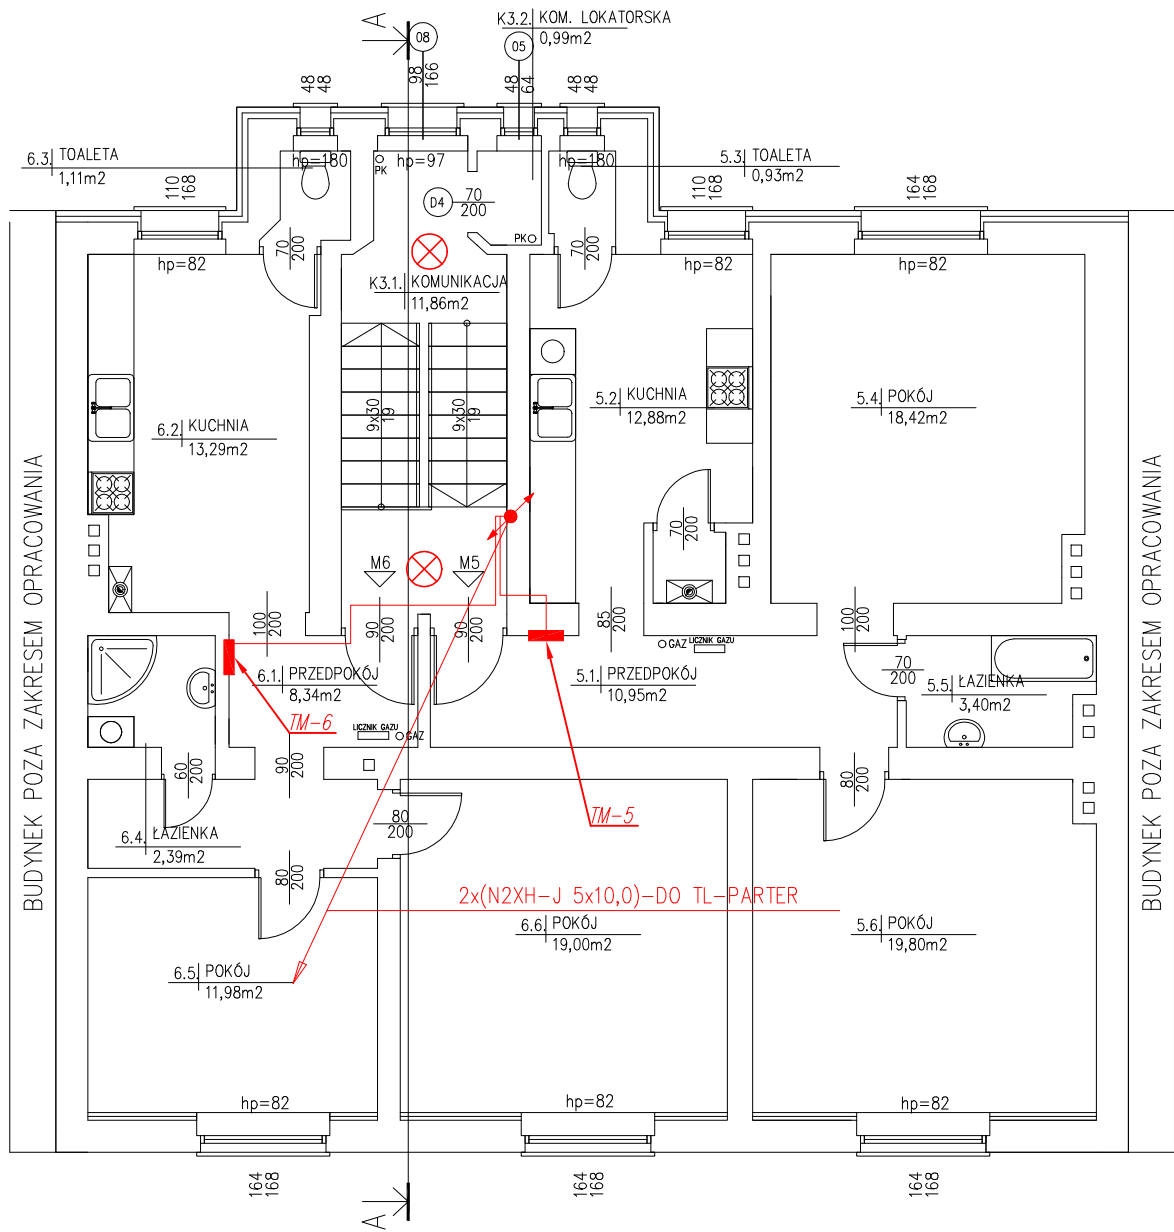 A
K3.2. KOM. LOKATORSKA
0,99m2
08
05
48
48
98
166
48
64
48
48
6.3. TOALETA
1,11m2
hp=180
PK
hp=97
hp=180
5.3. TOALETA
0,93m2
110
168
110
168
164
168
D4
70
200
PK
70
200
70
200
hp=82
hp=82
hp=82
K3.1. KOMUNIKACJA
11,86m2
9x30
19
9x30
19
6.2. KUCHNIA
13,29m2
5.2. KUCHNIA
12,88m2
5.4. POKÓJ
18,42m2
BUDYNEK POZA ZAKRESEM OPRACOWANIA
BUDYNEK POZA ZAKRESEM OPRACOWANIA
70
200
M6
M5
100
200
90
200
90
200
85
200
100
200
GAZ
LICZNIK GAZU
6.1. PRZEDPOKÓJ
8,34m2
5.1. PRZEDPOKÓJ
10,95m2
70
200
5.5. ŁAZIENKA
3,40m2
TM-6
LICZNIK GAZU
GAZ
60
200
90
200
80
200
80
200
TM-5
6.4. ŁAZIENKA
2,39m2
80
200
2x(N2XH-J 5x10,0)-DO TL-PARTER
6.6. POKÓJ
19,00m2
5.6. POKÓJ
19,80m2
6.5. POKÓJ
11,98m2
hp=82
hp=82
hp=82
164
168
164
168
164
168
A